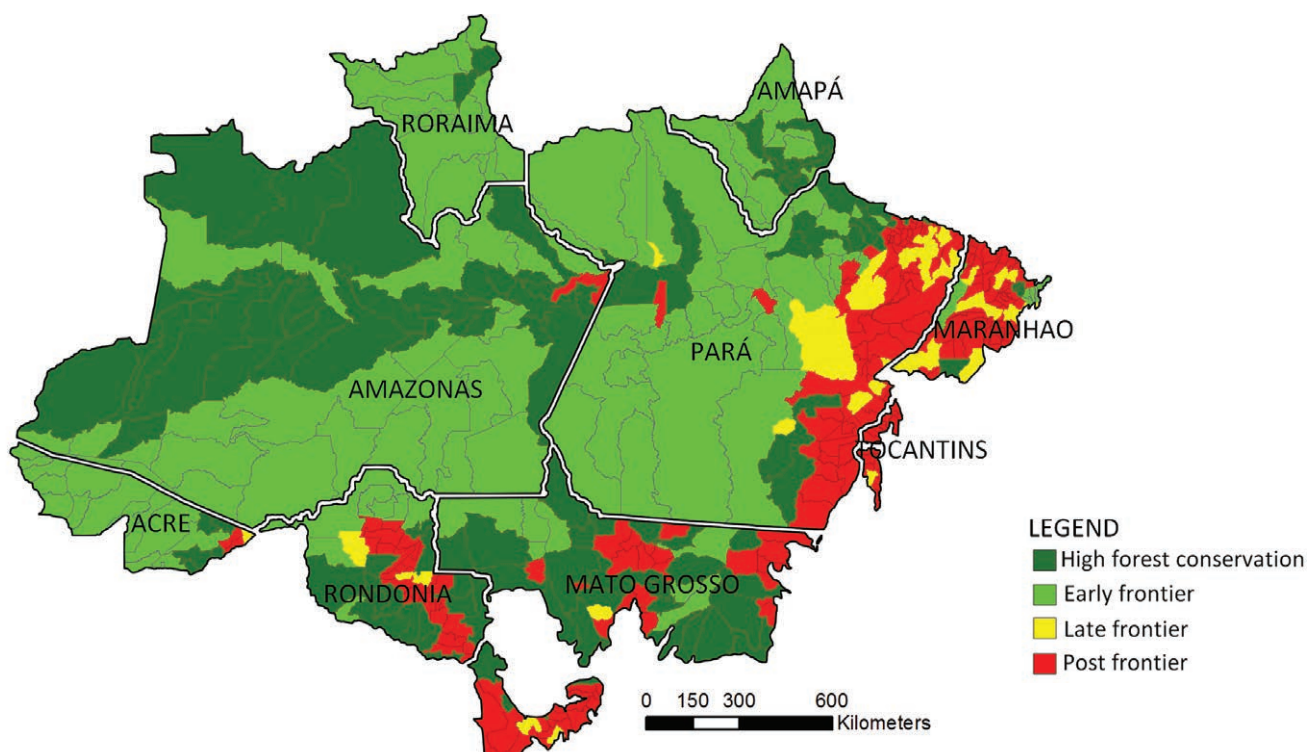 AMAPÁ
RORAIMA
MARANHAO
PARÁ
AMAZONAS
TOCANTINS
ACRE
MATO GROSSO
RONDONIA
LEGEND
High forest conservation
Early frontier
Late frontier
Post frontier
0 150 300 600
Kilometers